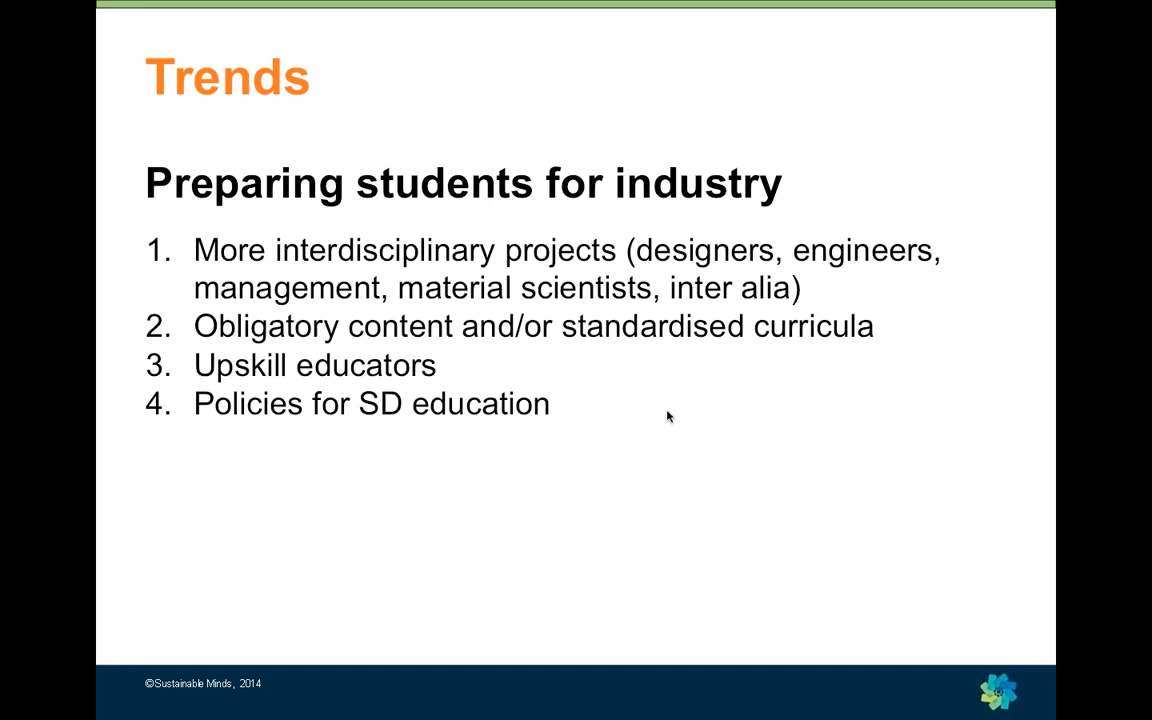 Trends
Preparing students for industry
1. More interdisciplinary projects (designers, engineers,
management, material scientists, inter alia)
2. Obligatory content and/or standardised curricula
3. Upskill educators
4. Policies for SD education
©Sustainable Minds, 2014